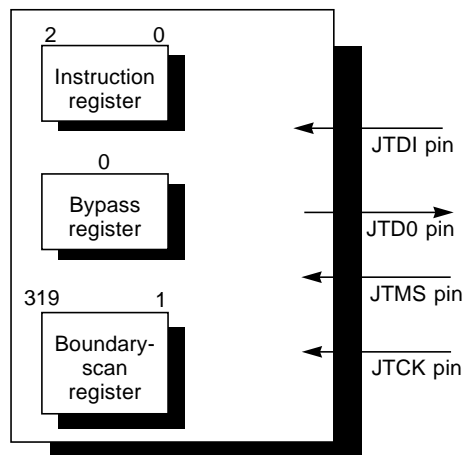 2 0
Instruction
register
JTDI pin
0
Bypass
register
JTD0 pin
JTMS pin
319 1
Boundary-
scan
register
JTCK pin